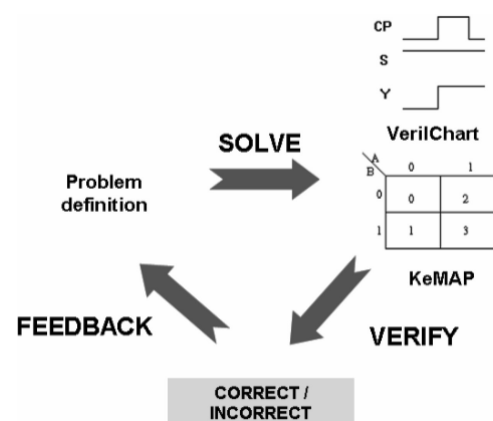 CP
S
Y
VerilChart
SOLVE
Problem
definition
A
B
0 1
0 0 2
1 1 3
KeMAP
FEEDBACK
VERIFY
CORRECT /
INCORRECT